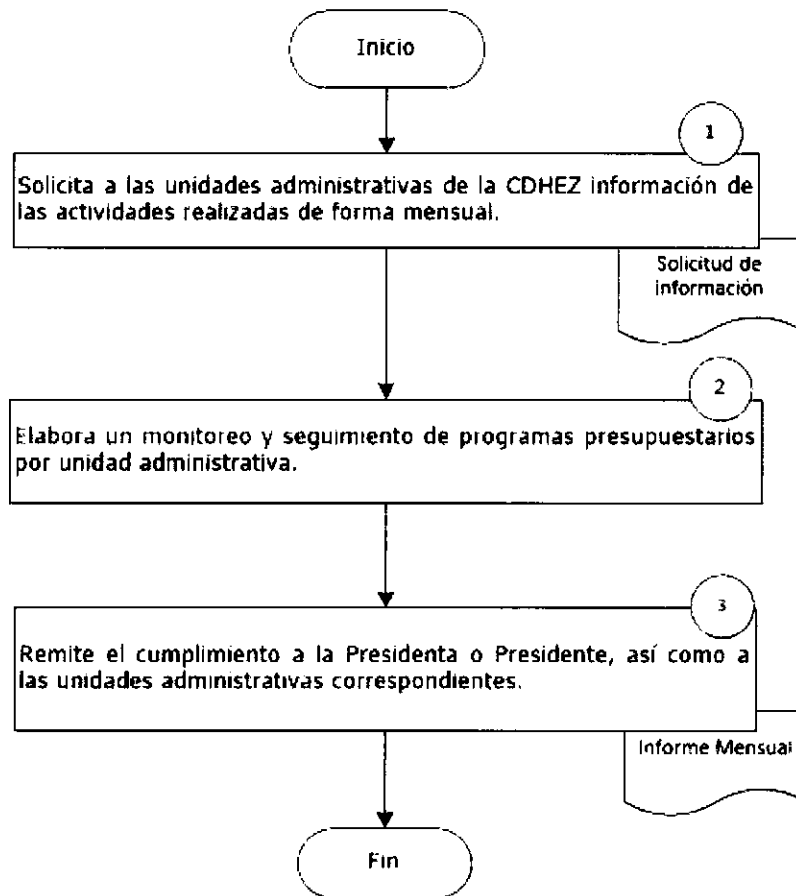 Inicio
1
Solicita a las unidades administrativas de la CDHEZ información de
las actividades realizadas de forma mensual.
Solicitud de
información
2
Elabora un monitoreo y seguimiento de programas presupuestarios
por unidad administrativa.
3
Remite el cumplimiento a la Presidenta o Presidente, así como a
las unidades administrativas correspondientes.
Informe Mensual
Fin